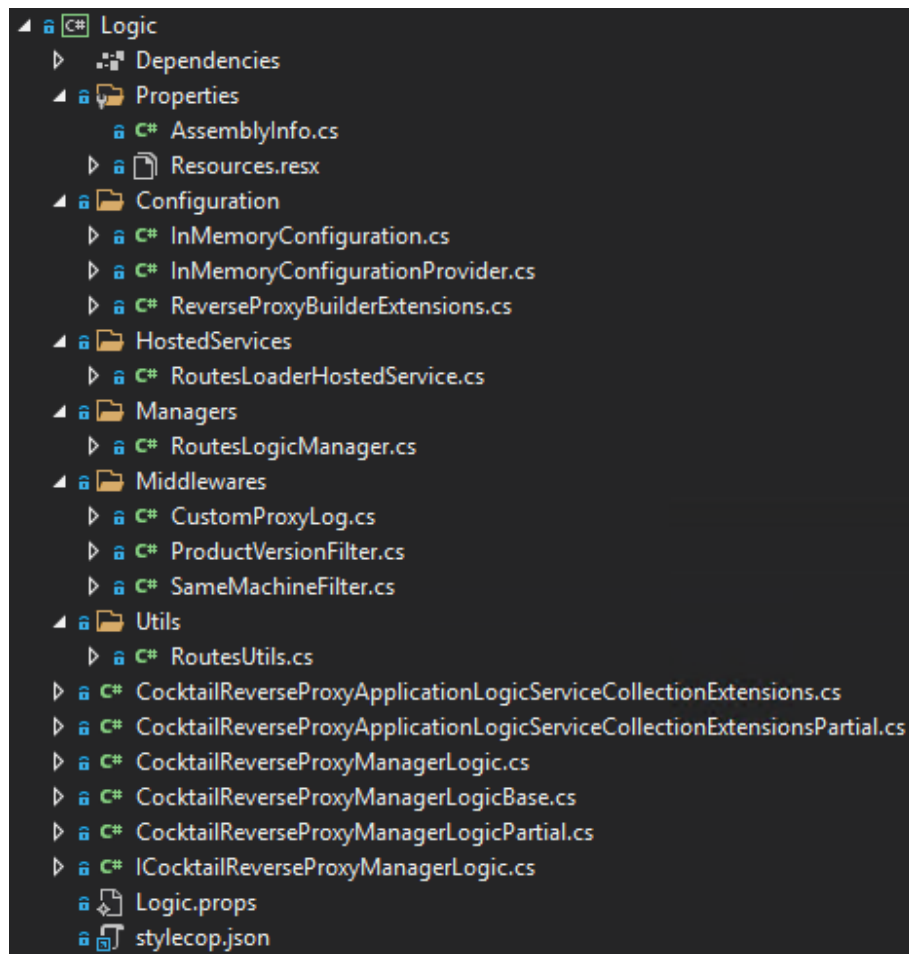 C# Logic
Dependencies
Properties
C# AssemblyInfo.cs
Resources.resx
Configuration
C# InMemoryConfiguration.cs
C# InMemoryConfigurationProvider.cs
C# ReverseProxyBuilderExtensions.cs
HostedServices
C# RoutesLoaderHostedService.cs
Managers
C# RoutesLogicManager.cs
Middlewares
C# CustomProxyLog.cs
C# ProductVersionFilter.cs
C# SameMachineFilter.cs
Utils
C# RoutesUtils.cs
C# CocktailReverseProxyApplicationLogicServiceCollectionExtensions.cs
C# CocktailReverseProxyApplicationLogicServiceCollectionExtensionsPartial.cs
C# CocktailReverseProxyManagerLogic.cs
C# CocktailReverseProxyManagerLogicBase.cs
C# CocktailReverseProxyManagerLogicPartial.cs
C# ICocktailReverseProxyManagerLogic.cs
Logic.props
stylecop.json